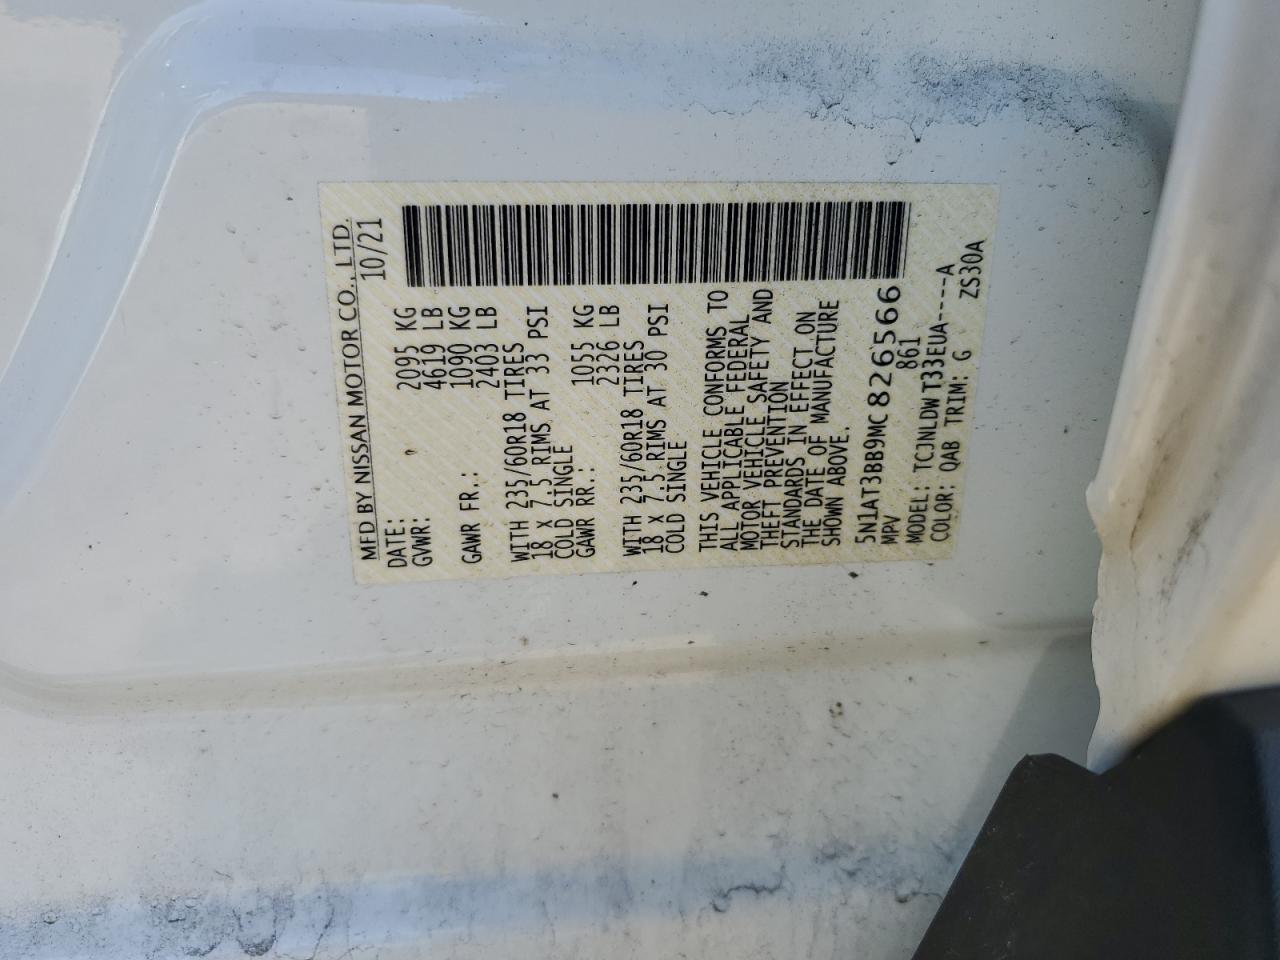 MFD BY NISSAN MOTOR CO., LTD.
DATE: 10/21
GVWR: 2095 KG
4619 LB
GAWR FR.: 1090 KG
2403 LB
WITH 235/60R18 TIRES
18 X 7.5 RIMS AT 33 PSI
COLD SINGLE
GAWR RR.: 1055 KG
2326 LB
WITH 235/60R18 TIRES
18 X 7.5 RIMS AT 30 PSI
COLD SINGLE
THIS VEHICLE CONFORMS TO
ALL APPLICABLE FEDERAL
MOTOR VEHICLE SAFETY AND
THEFT PREVENTION
STANDARDS IN EFFECT ON
THE DATE OF MANUFACTURE
SHOWN ABOVE.
5N1AT3BB9MC826566
MPV 861
MODEL: TCJNLDWT33EUA-----A
COLOR: QAB TRIM: G ZS30A